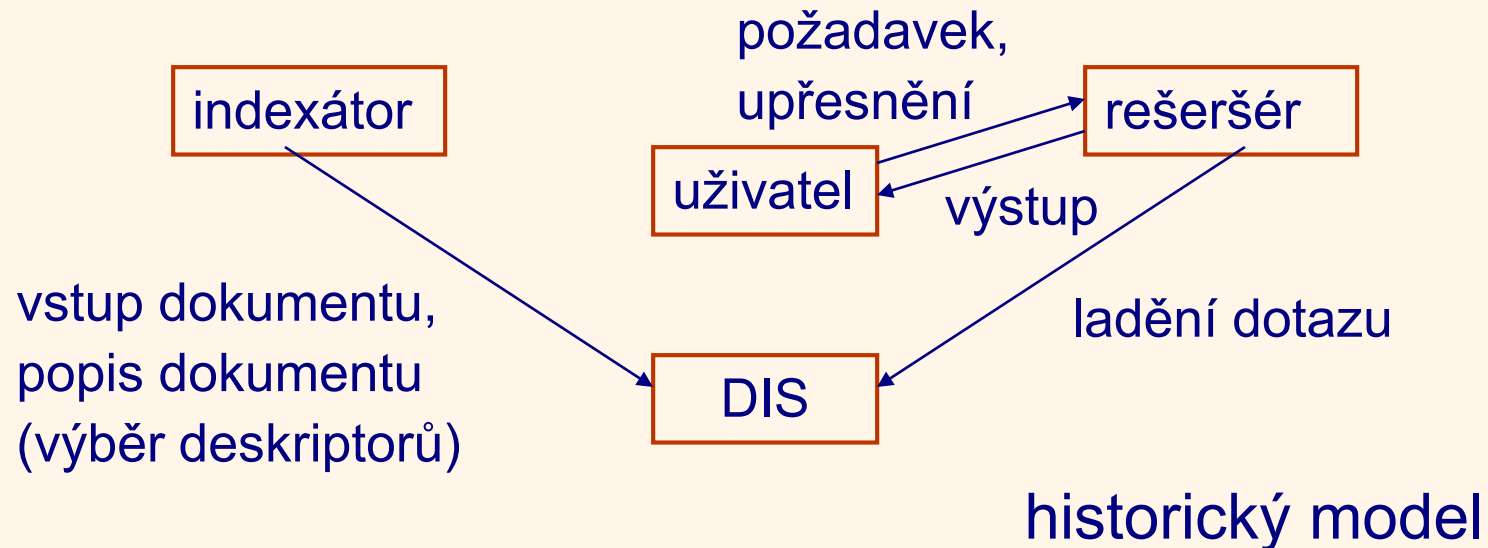 požadavek,
upřesnění
indexátor
rešeršér
uživatel
výstup
vstup dokumentu,
popis dokumentu
(výběr deskriptorů)
ladění dotazu
DIS
historický model